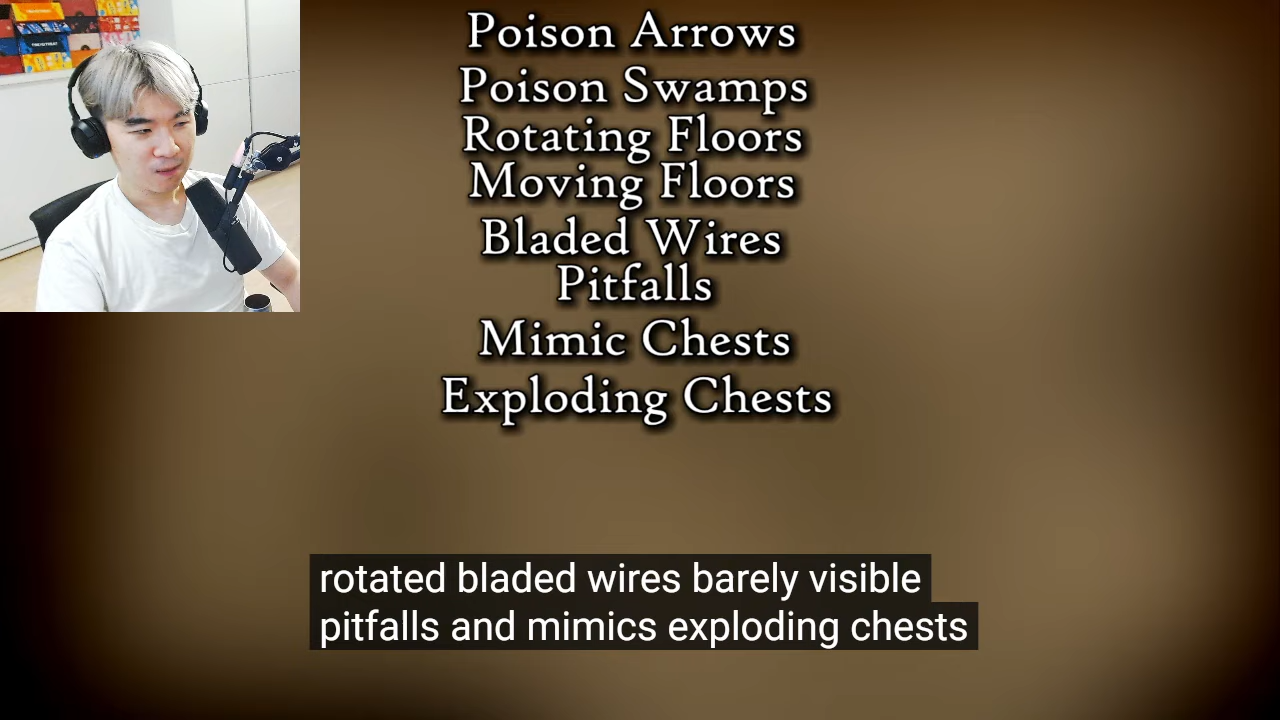 Poison Arrows
Poison Swamps
Rotating Floors
Moving Floors
Bladed Wires
Pitfalls
Mimic Chests
Exploding Chests
rotated bladed wires barely visible
pitfalls and mimics exploding chests